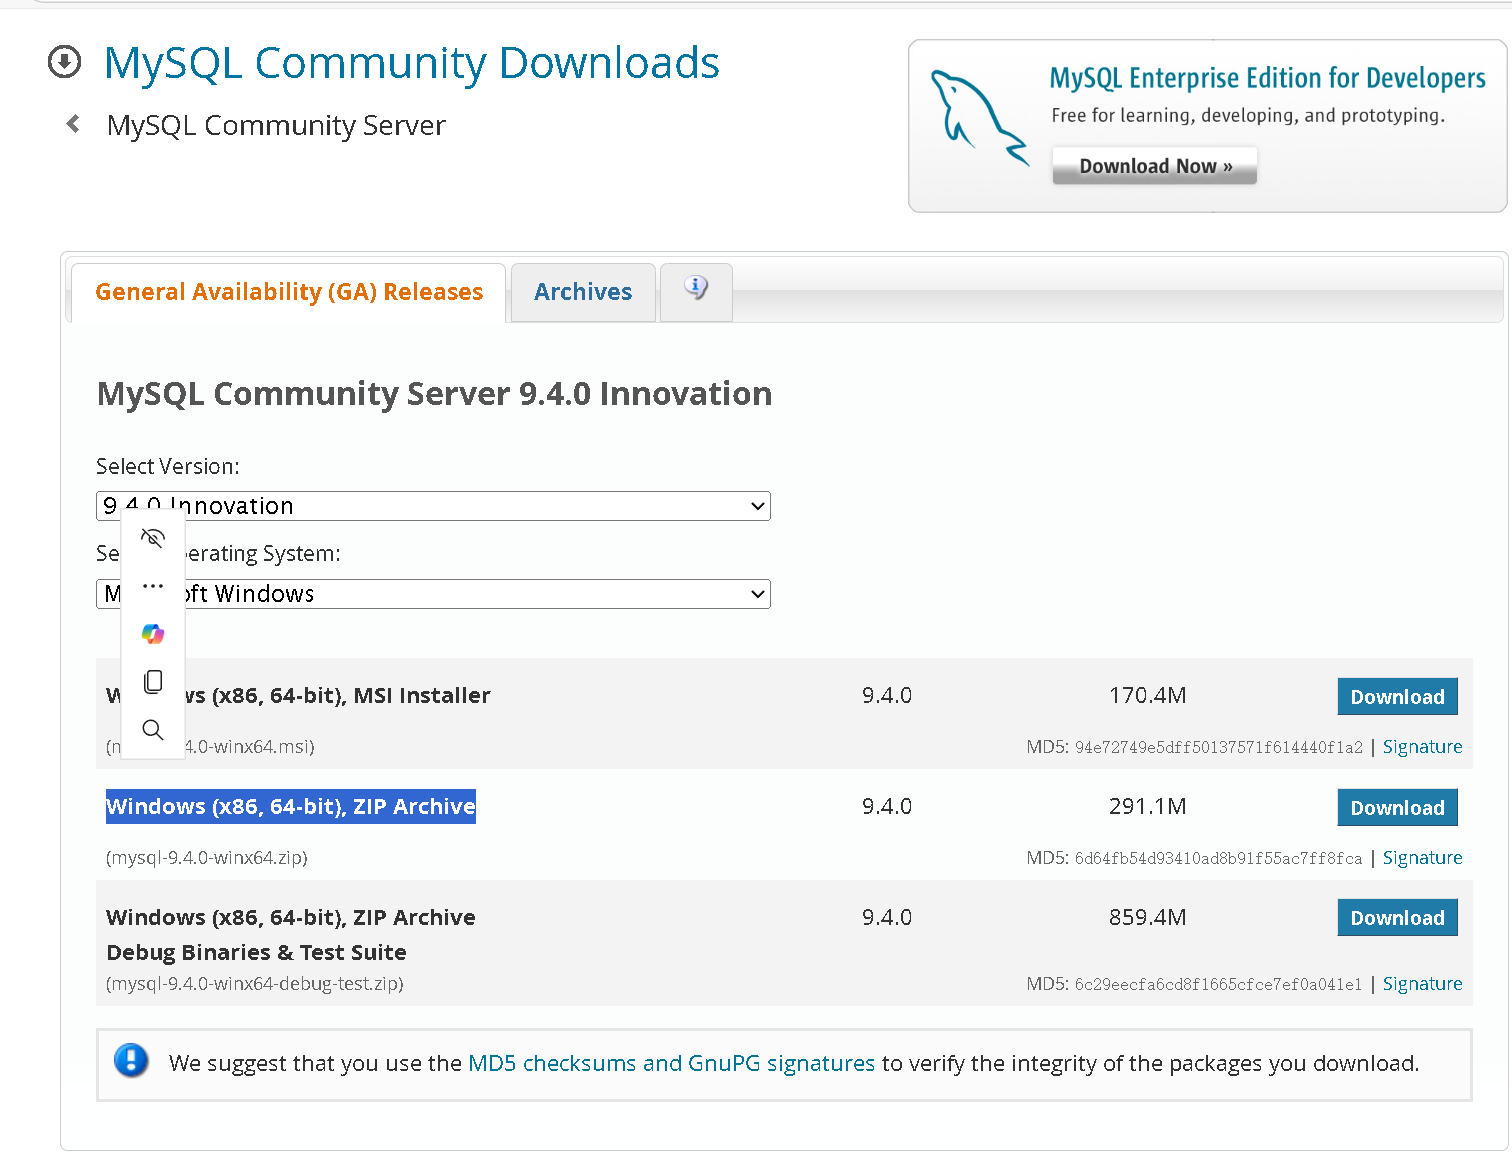 MySQL Community Downloads
MySQL Community Server
MySQL Enterprise Edition for Developers
Free for learning, developing, and prototyping.
Download Now »
General Availability (GA) Releases
Archives
MySQL Community Server 9.4.0 Innovation
Select Version:
9.4.0 Innovation
Se erating System:
M oft Windows
W ws (x86, 64-bit), MSI Installer 9.4.0 170.4M Download
(m 4.0-winx64.msi) MD5: 94e72749e5dff50137571f614440f1a2 | Signature
Windows (x86, 64-bit), ZIP Archive 9.4.0 291.1M Download
(mysql-9.4.0-winx64.zip) MD5: 6d64fb54d93410ad8b91f55ac7ff8fca | Signature
Windows (x86, 64-bit), ZIP Archive 9.4.0 859.4M Download
Debug Binaries & Test Suite
(mysql-9.4.0-winx64-debug-test.zip) MD5: 6c29eecfa6cd8f1665cfce7ef0a041e1 | Signature
We suggest that you use the MD5 checksums and GnuPG signatures to verify the integrity of the packages you download.